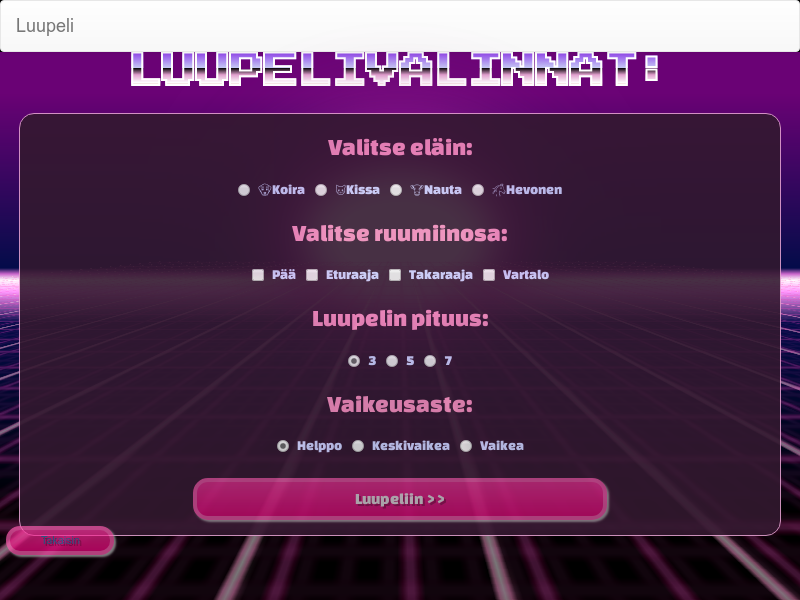 Luupeli
LUUPELIVALINNAT:
Valitse eläin:
Koira Kissa Nauta Hevonen
Valitse ruumiinosa:
Pää Eturaaja Takaraaja Vartalo
Luupelin pituus:
3 5 7
Vaikeusaste:
Helppo Keskivaikea Vaikea
Luupeliin >>
Takaisin